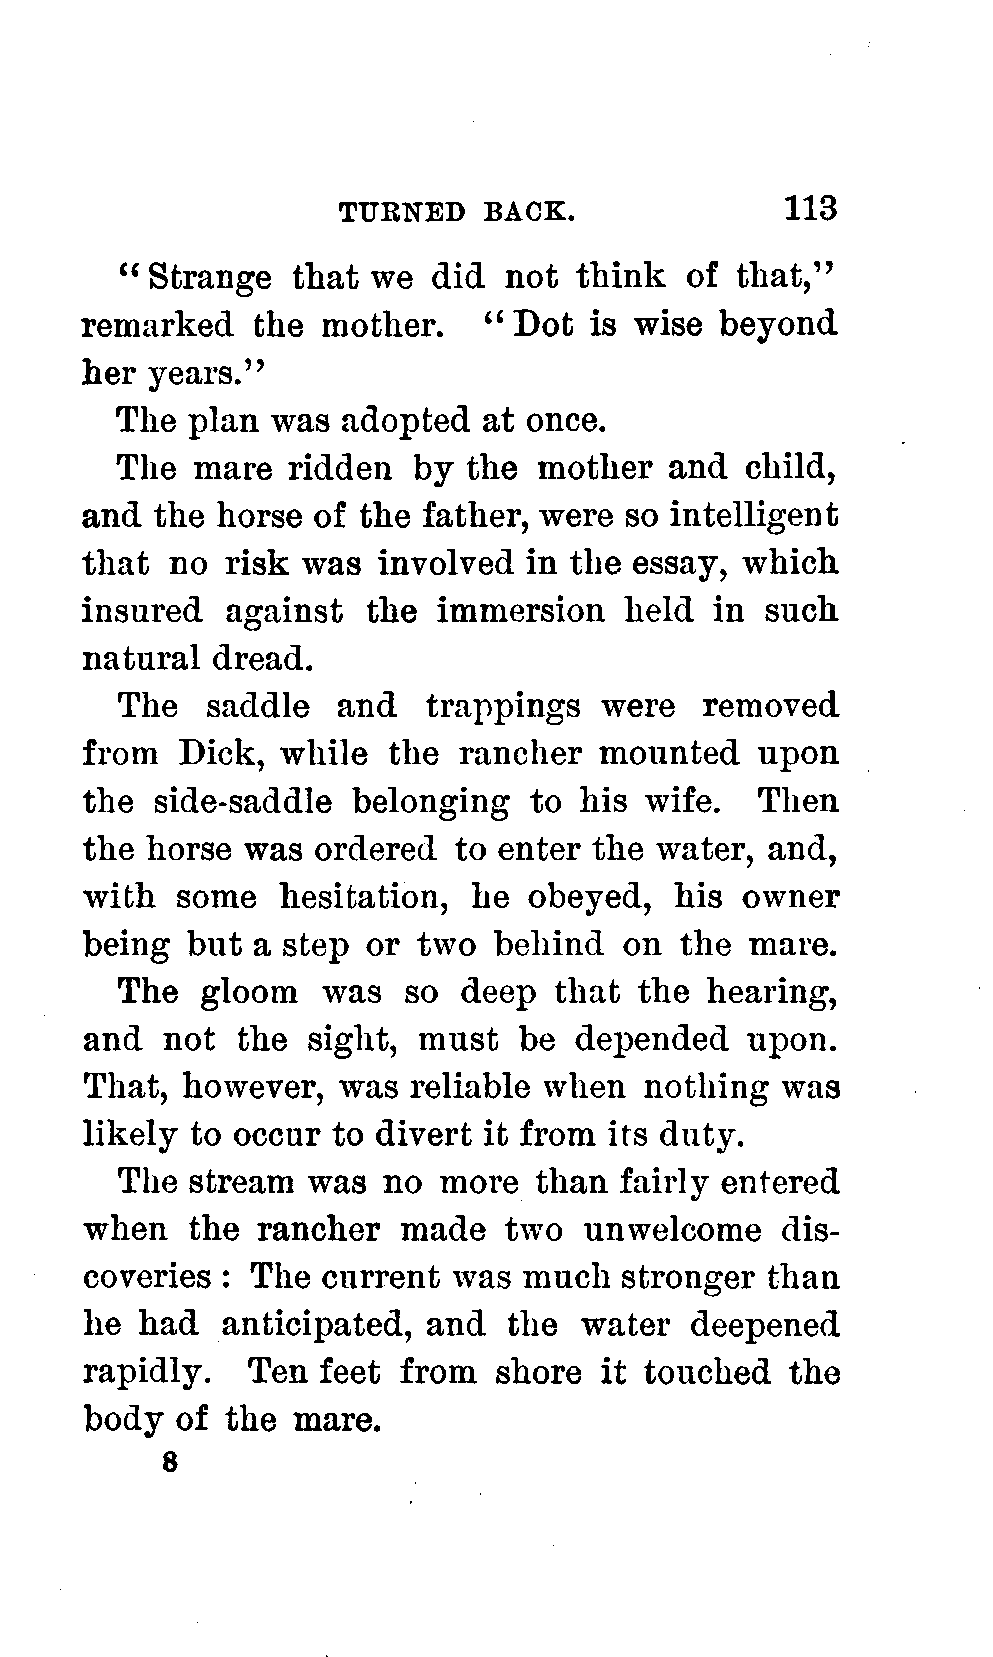 TURNED BACK. 113
“Strange that we did not think of that,”
remarked the mother. “Dot is wise beyond
her years.”
The plan was adopted at once.
The mare ridden by the mother and child,
and the horse of the father, were so intelligent
that no risk was involved in the essay, which
insured against the immersion held in such
natural dread.
The saddle and trappings were removed
from Dick, while the rancher mounted upon
the side-saddle belonging to his wife. Then
the horse was ordered to enter the water, and,
with some hesitation, he obeyed, his owner
being but a step or two behind on the mare.
The gloom was so deep that the hearing,
and not the sight, must be depended upon.
That, however, was reliable when nothing was
likely to occur to divert it from its duty.
The stream was no more than fairly entered
when the rancher made two unwelcome dis-
coveries : The current was much stronger than
he had anticipated, and the water deepened
rapidly. Ten feet from shore it touched the
body of the mare.
8